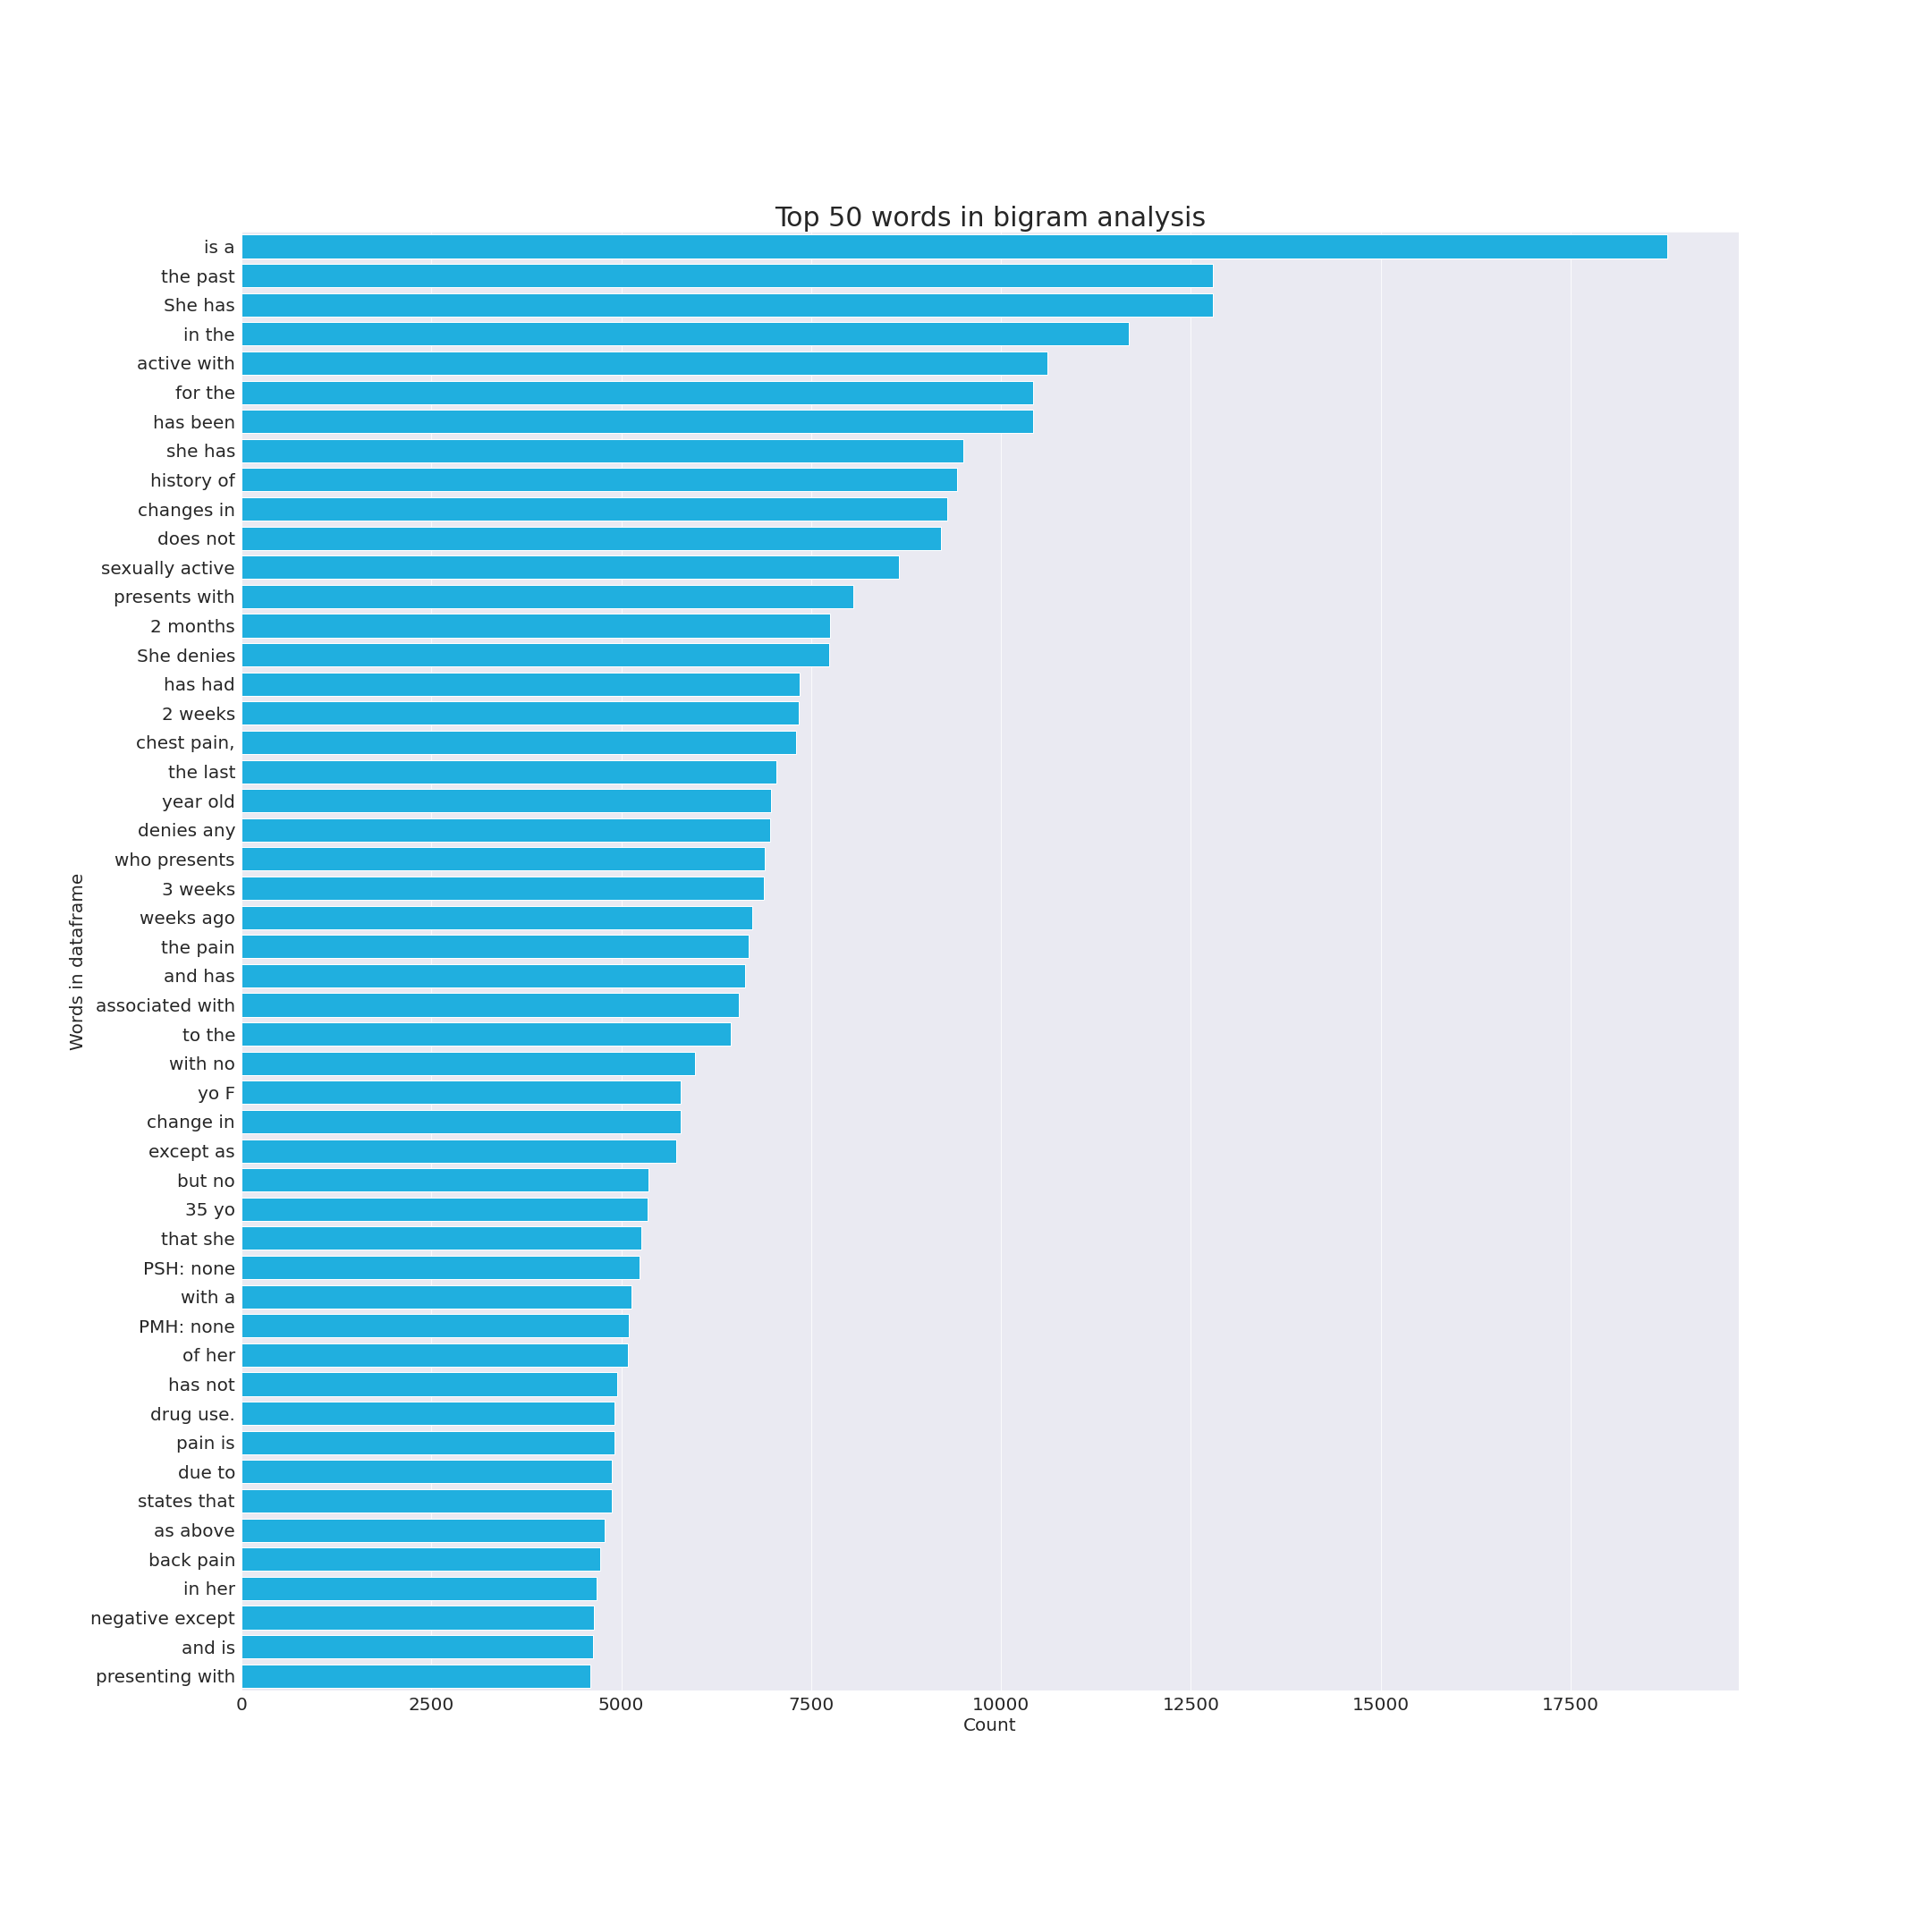 Top 50 words in bigram analysis
is a
the past
She has
in the
active with
for the
has been
she has
history of
changes in
does not
sexually active
presents with
2 months
She denies
has had
2 weeks
chest pain,
the last
year old
denies any
who presents
3 weeks
weeks ago
the pain
and has
associated with
to the
with no
yo F
change in
except as
but no
35 yo
that she
PSH: none
with a
PMH: none
of her
has not
drug use.
pain is
due to
states that
as above
back pain
in her
negative except
and is
presenting with
Words in dataframe
0 2500 5000 7500 10000 12500 15000 17500
Count